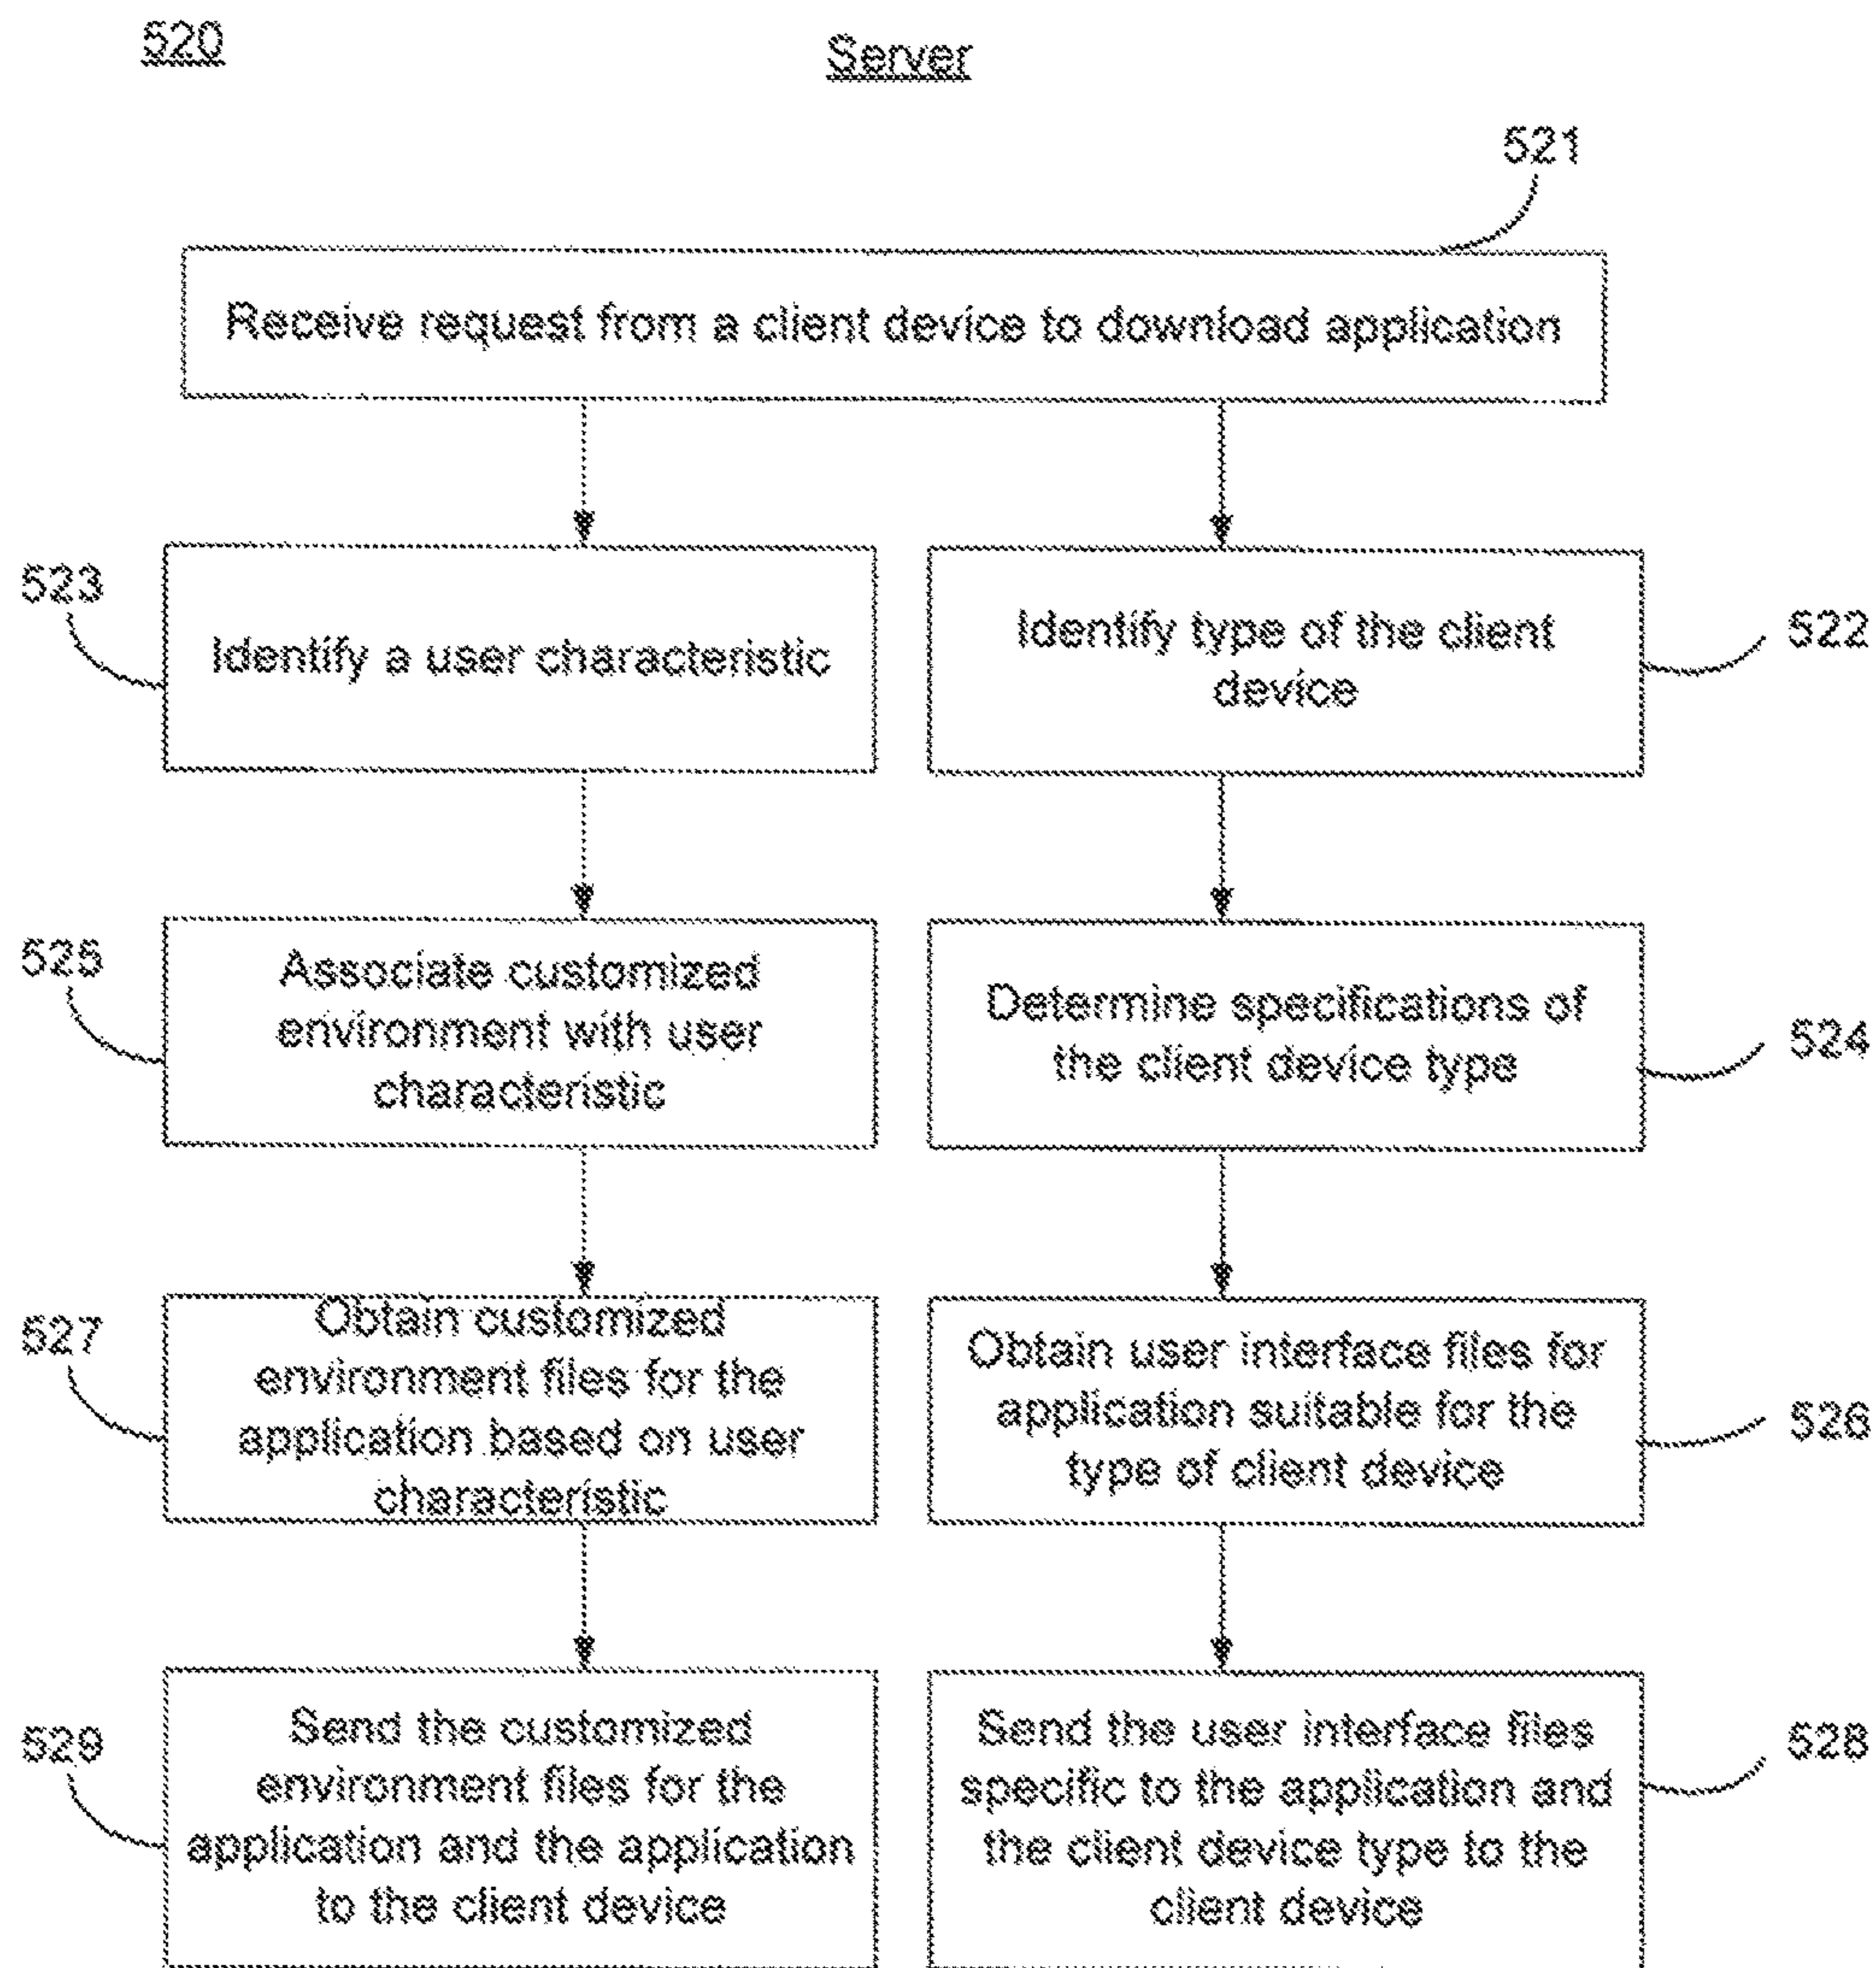 520
Server
521
Receive request from a client device to download application
523
Identify a user characteristic
Identify type of the client
device
522
525
Associate customized
environment with user
characteristic
Determine specifications of
the client device type
524
527
Obtain customized
environment files for the
application based on user
characteristic
Obtain user interface files for
application suitable for the
type of client device
526
529
Send the customized
environment files for the
application and the application
to the client device
Send the user interface files
specific to the application and
the client device type to the
client device
528